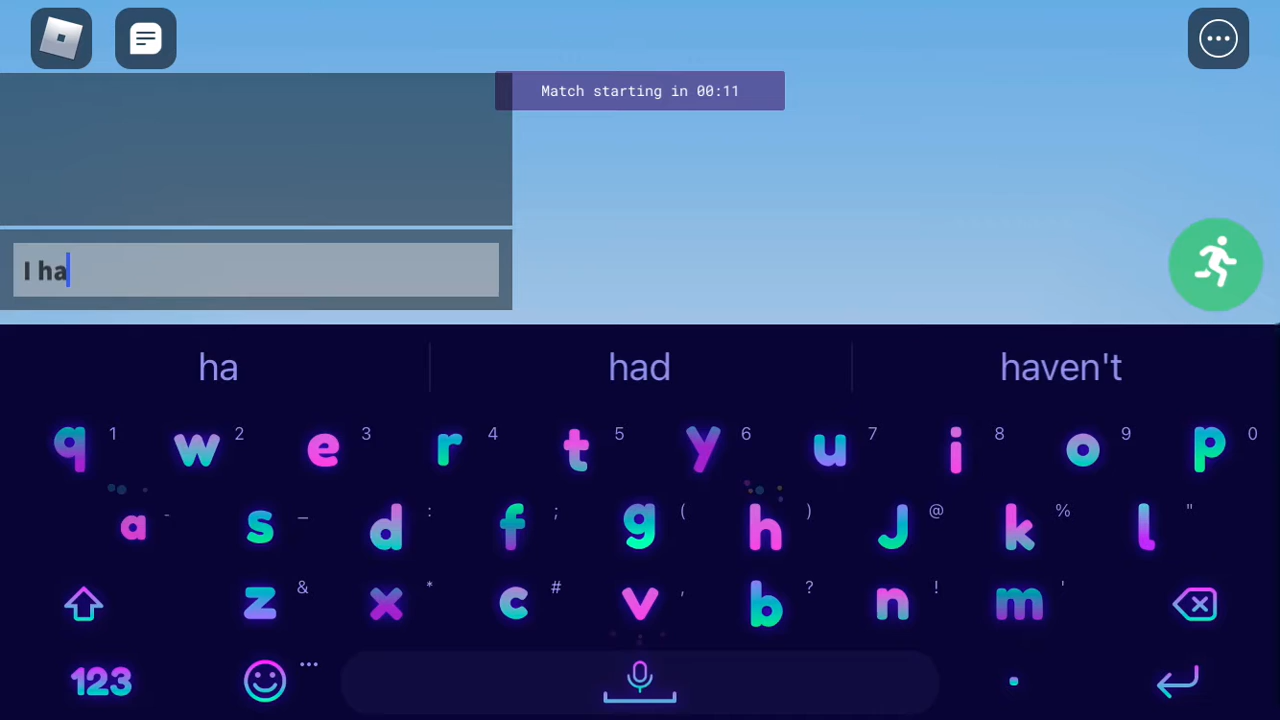 Match starting in 00:11
I ha
ha had haven't
q 1 w 2 e 3 r 4 t 5 y 6 u 7 i 8 o 9 p 0
a - s _ d : f ; g ( h ) J @ k % l "
z & x * c # v , b ? n ! m '
123 ... .